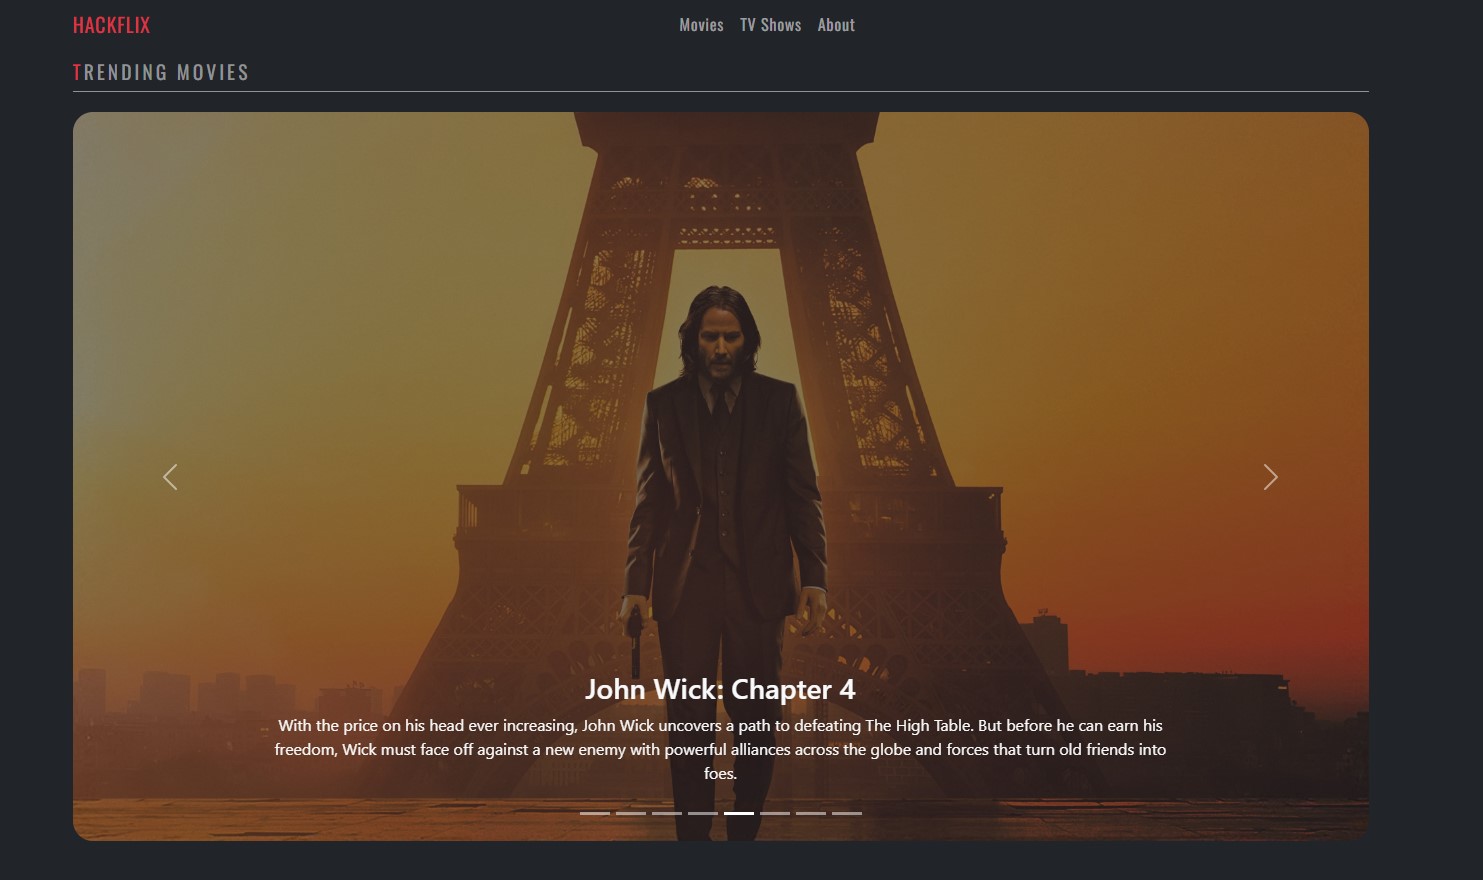 HACKFLIX
Movies TV Shows About
TRENDING MOVIES
John Wick: Chapter 4
With the price on his head ever increasing, John Wick uncovers a path to defeating The High Table. But before he can earn his
freedom, Wick must face off against a new enemy with powerful alliances across the globe and forces that turn old friends into
foes.